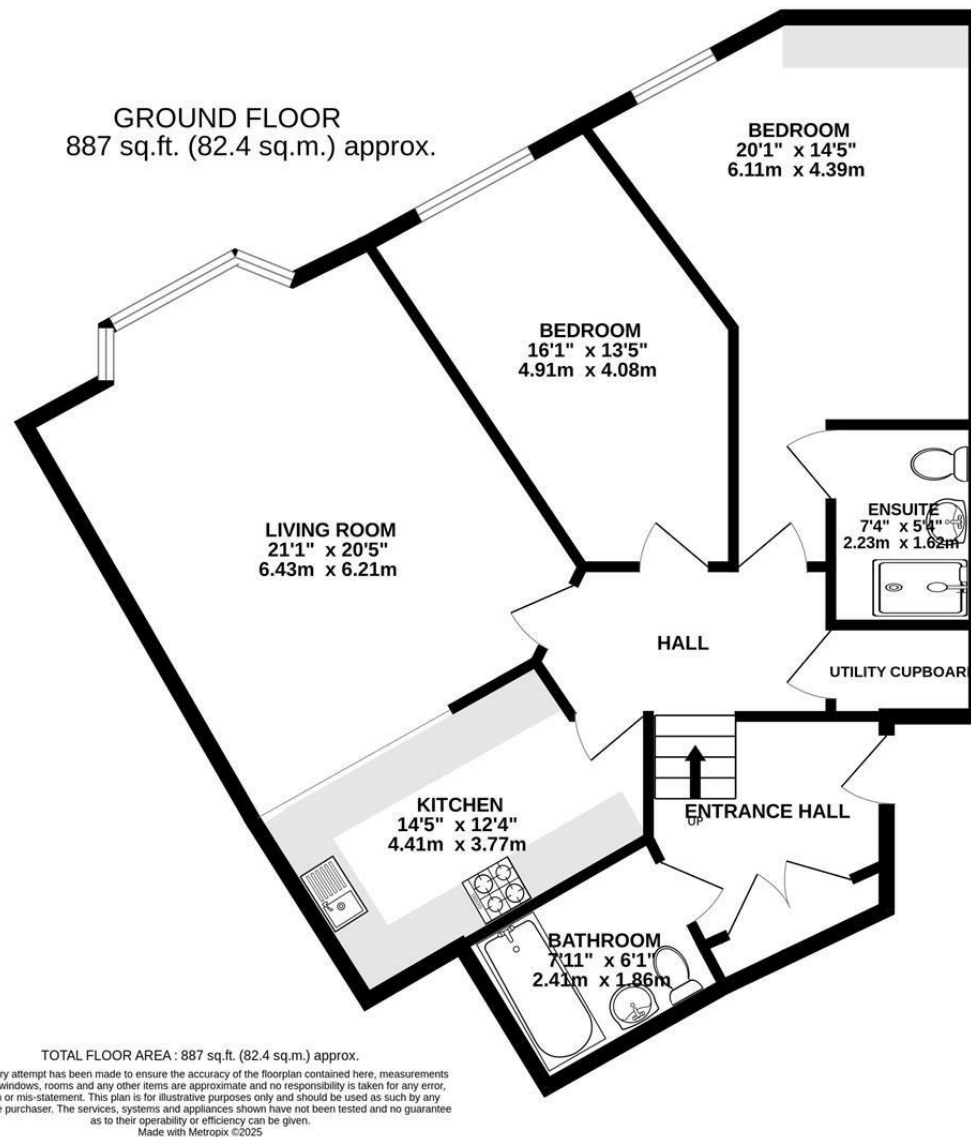 GROUND FLOOR
887 sq.ft. (82.4 sq.m.) approx.
BEDROOM
20'1" x 14'5"
6.11m x 4.39m
BEDROOM
16'1" x 13'5"
4.91m x 4.08m
LIVING ROOM
21'1" x 20'5"
6.43m x 6.21m
ENSUITE
7'4" x 5'4"
2.23m x 1.62m
HALL
UTILITY CUPBOARD
KITCHEN
14'5" x 12'4"
4.41m x 3.77m
ENTRANCE HALL
UP
BATHROOM
7'11" x 6'1"
2.41m x 1.86m
TOTAL FLOOR AREA : 887 sq.ft. (82.4 sq.m.) approx.
ry attempt has been made to ensure the accuracy of the floorplan contained here, measurements
windows, rooms and any other items are approximate and no responsibility is taken for any error,
or mis-statement. This plan is for illustrative purposes only and should be used as such by any
e purchaser. The services, systems and appliances shown have not been tested and no guarantee
as to their operability or efficiency can be given.
Made with Metropix ©2025